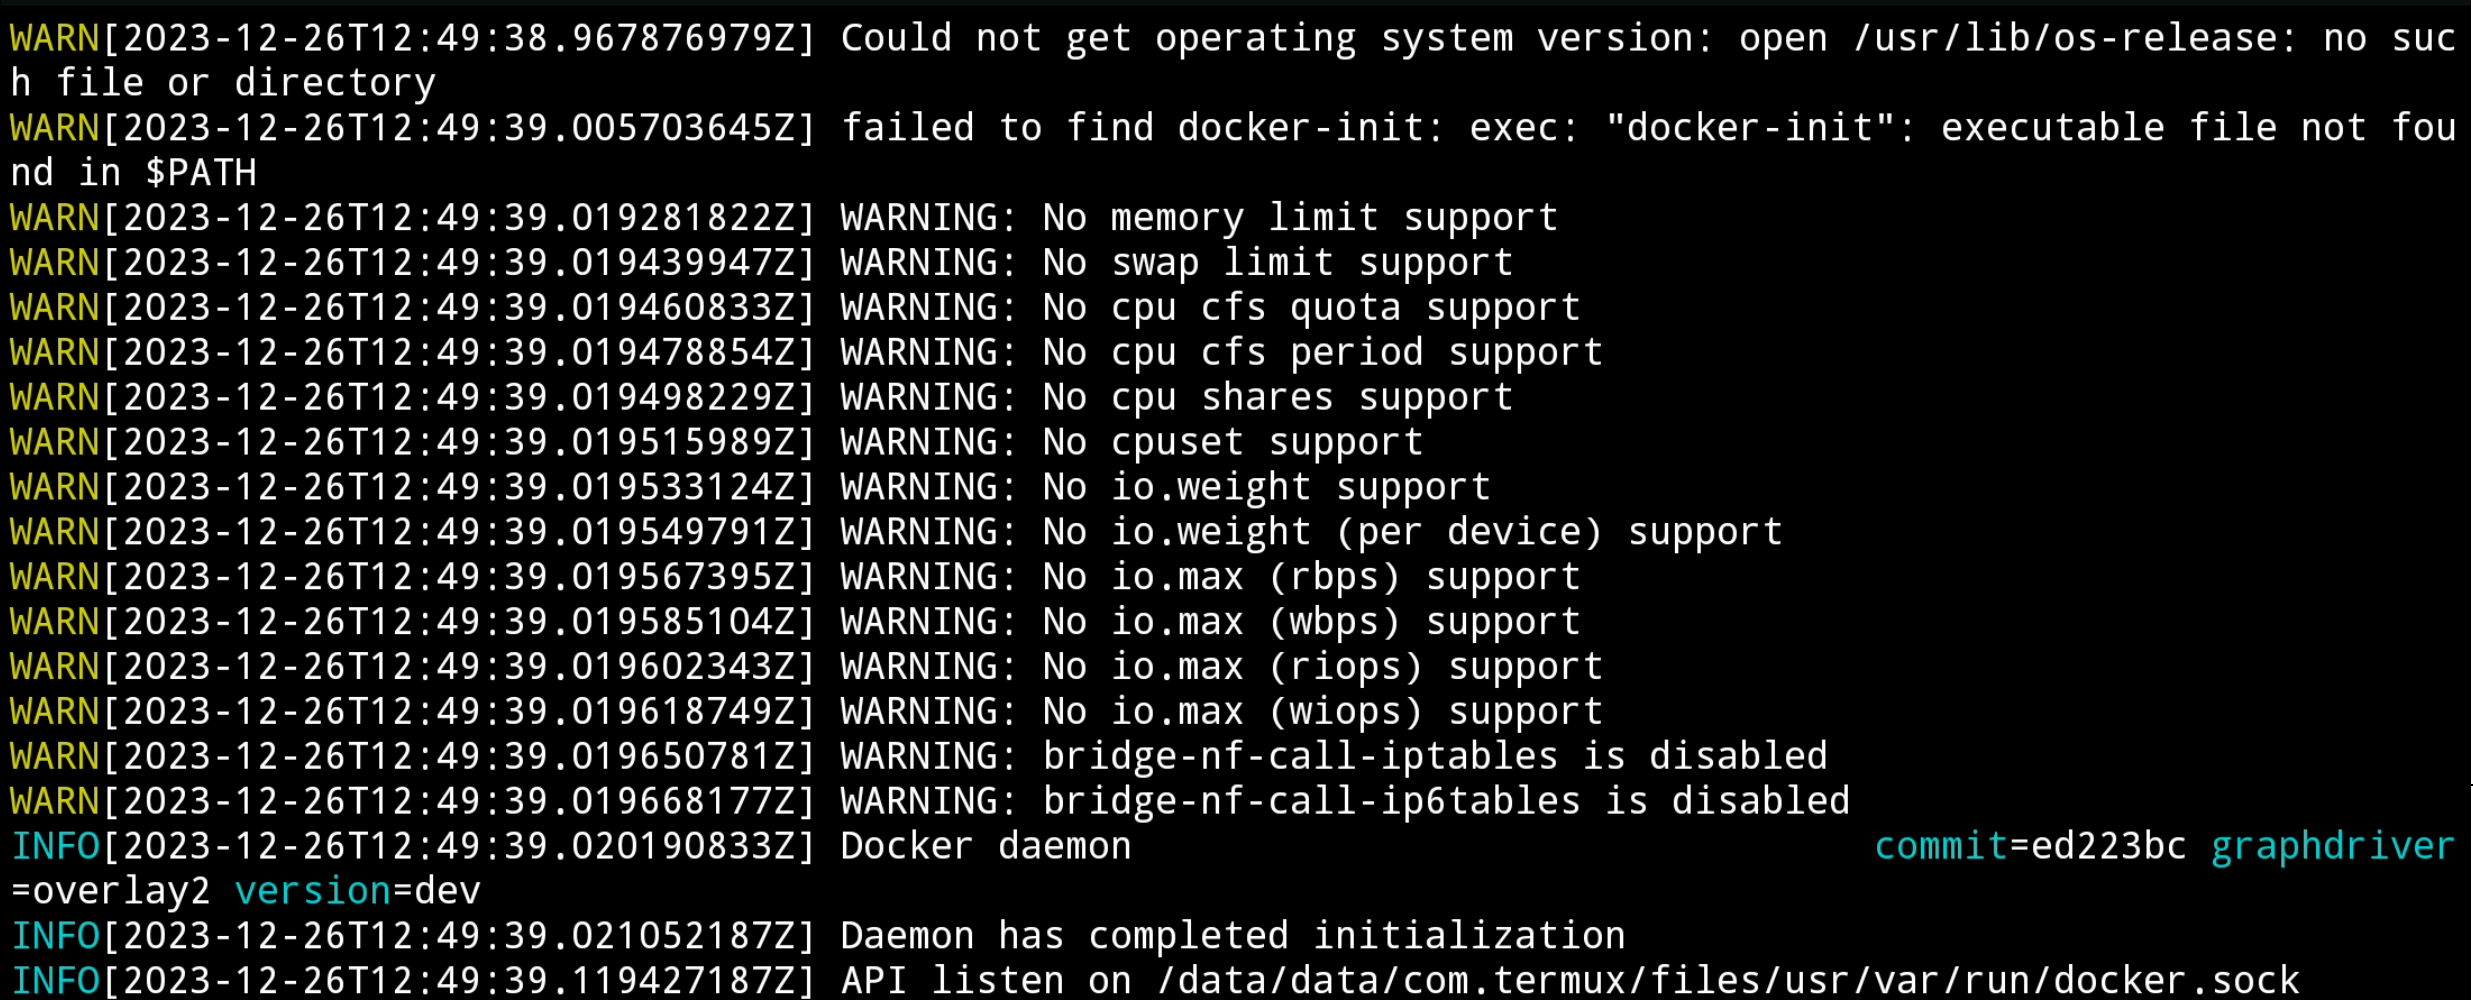 WARN[2023-12-26T12:49:38.967876979Z] Could not get operating system version: open /usr/lib/os-release: no suc
h file or directory
WARN[2023-12-26T12:49:39.005703645Z] failed to find docker-init: exec: "docker-init": executable file not fou
nd in $PATH
WARN[2023-12-26T12:49:39.019281822Z] WARNING: No memory limit support
WARN[2023-12-26T12:49:39.019439947Z] WARNING: No swap limit support
WARN[2023-12-26T12:49:39.019460833Z] WARNING: No cpu cfs quota support
WARN[2023-12-26T12:49:39.019478854Z] WARNING: No cpu cfs period support
WARN[2023-12-26T12:49:39.019498229Z] WARNING: No cpu shares support
WARN[2023-12-26T12:49:39.019515989Z] WARNING: No cpuset support
WARN[2023-12-26T12:49:39.019533124Z] WARNING: No io.weight support
WARN[2023-12-26T12:49:39.019549791Z] WARNING: No io.weight (per device) support
WARN[2023-12-26T12:49:39.019567395Z] WARNING: No io.max (rbps) support
WARN[2023-12-26T12:49:39.019585104Z] WARNING: No io.max (wbps) support
WARN[2023-12-26T12:49:39.019602343Z] WARNING: No io.max (riops) support
WARN[2023-12-26T12:49:39.019618749Z] WARNING: No io.max (wiops) support
WARN[2023-12-26T12:49:39.019650781Z] WARNING: bridge-nf-call-iptables is disabled
WARN[2023-12-26T12:49:39.019668177Z] WARNING: bridge-nf-call-ip6tables is disabled
INFO[2023-12-26T12:49:39.020190833Z] Docker daemon                                 commit=ed223bc graphdriver
=overlay2 version=dev
INFO[2023-12-26T12:49:39.021052187Z] Daemon has completed initialization
INFO[2023-12-26T12:49:39.119427187Z] API listen on /data/data/com.termux/files/usr/var/run/docker.sock